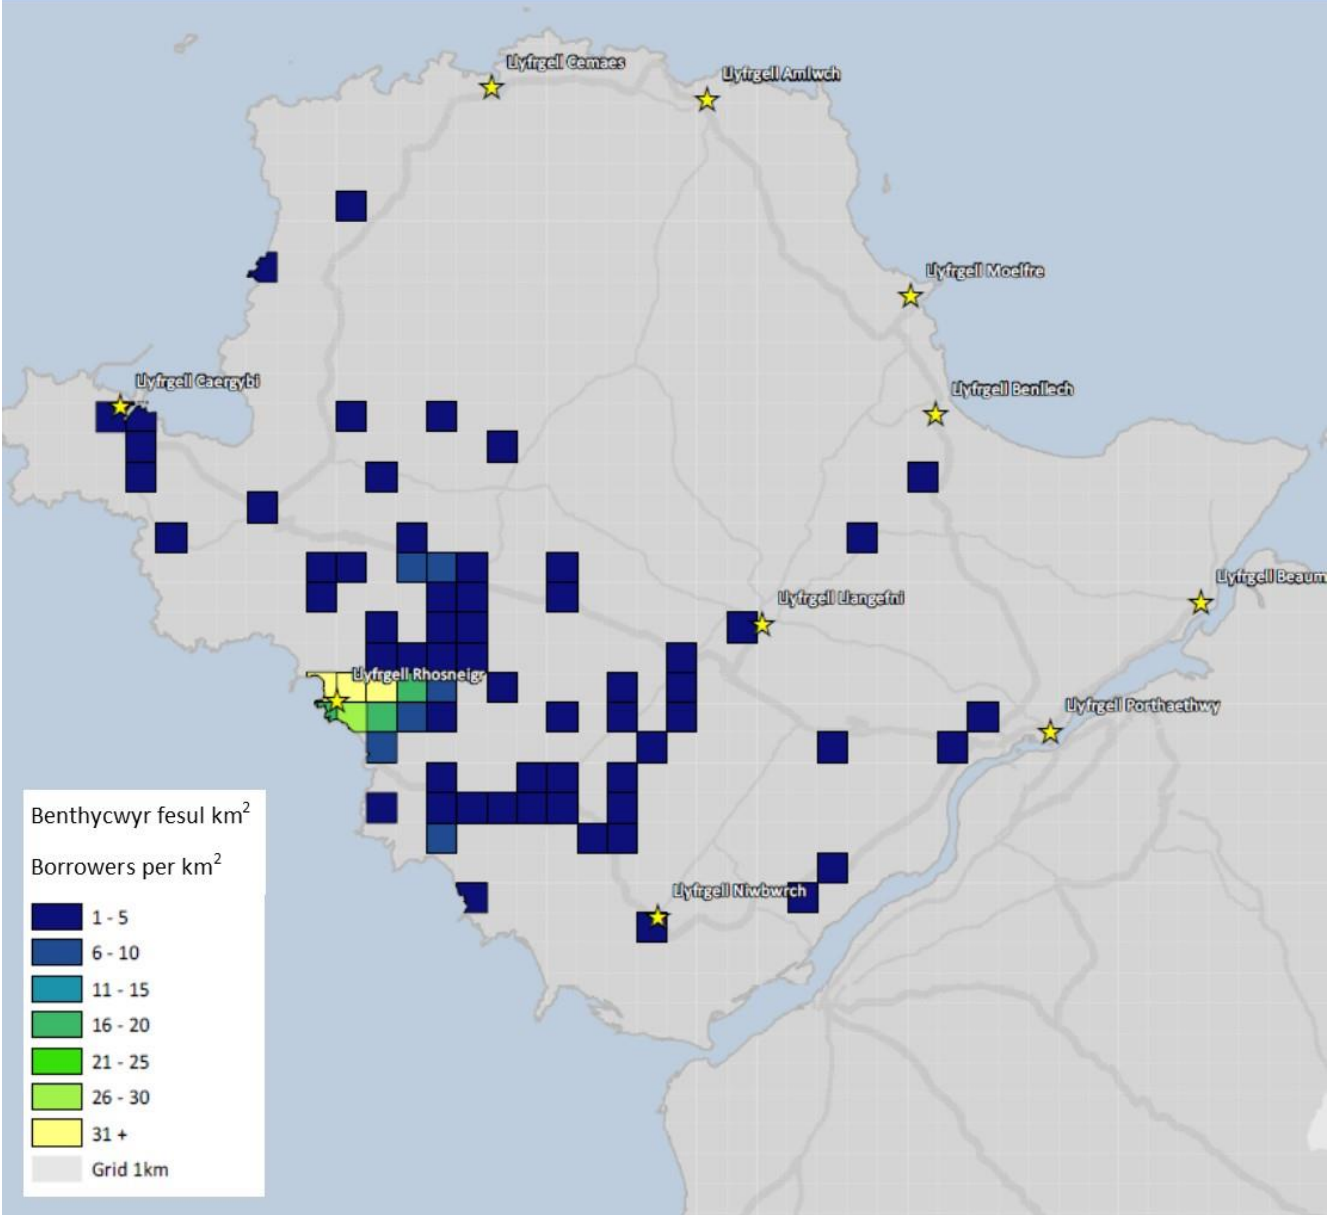 Llyfrgell Cemaes
Llyfrgell Amlwch
Llyfrgell Moelfre
Llyfrgell Caergybi
Llyfrgell Benllech
Llyfrgell Beaum
Llyfrgell Llangefni
Llyfrgell Rhosneigr
Llyfrgell Porthaethwy
Llyfrgell Niwbwrch
Benthycwyr fesul km²
Borrowers per km²
1 - 5
6 - 10
11 - 15
16 - 20
21 - 25
26 - 30
31 +
Grid 1km